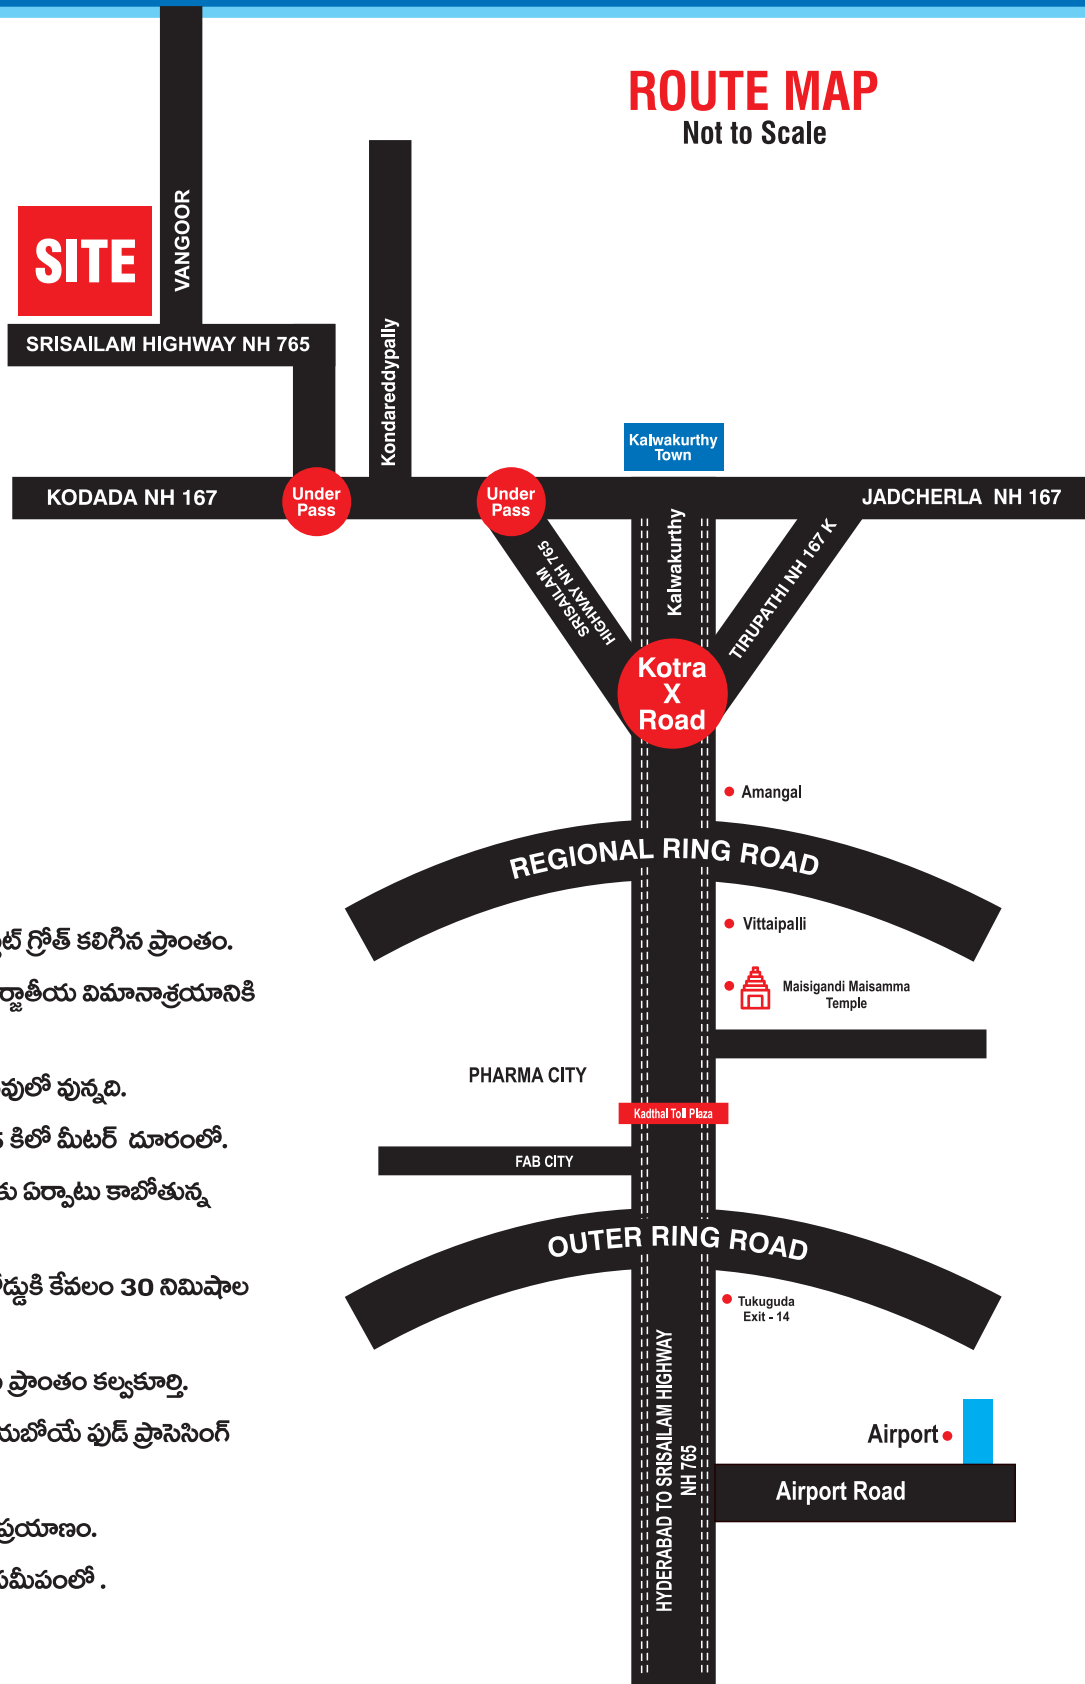 ROUTE MAP
Not to Scale
VANGOOR
SITE
SRISAILAM HIGHWAY NH 765
Kondareddypally
Kalwakurthy
Town
KODADA NH 167
Under
Pass
Under
Pass
JADCHERLA NH 167
SRISAILAM
HIGHWAY NH 765
Kalwakurthy
TIRUPATHI NH 167 K
Kotra
X
Road
Amangal
REGIONAL RING ROAD
Vittaipalli
గ్రోత్ కలిగిన ప్రాంతం.
విమానాశ్రయానికి
Maisigandi Maisamma
Temple
PHARMA CITY
వున్నది.
కిలో మీటర్ దూరంలో.
Kadthal Toll Plaza
FAB CITY
ఏర్పాటు కాబోతున్న
OUTER RING ROAD
కేవలం 30 నిమిషాల
Tukuguda
Exit - 14
ప్రాంతం కల్వకూర్తి.
ఫుడ్ ప్రాసెసింగ్
HYDERABAD TO SRISAILAM HIGHWAY
NH 765
Airport
Airport Road
ప్రయాణం.
సమీపంలో .